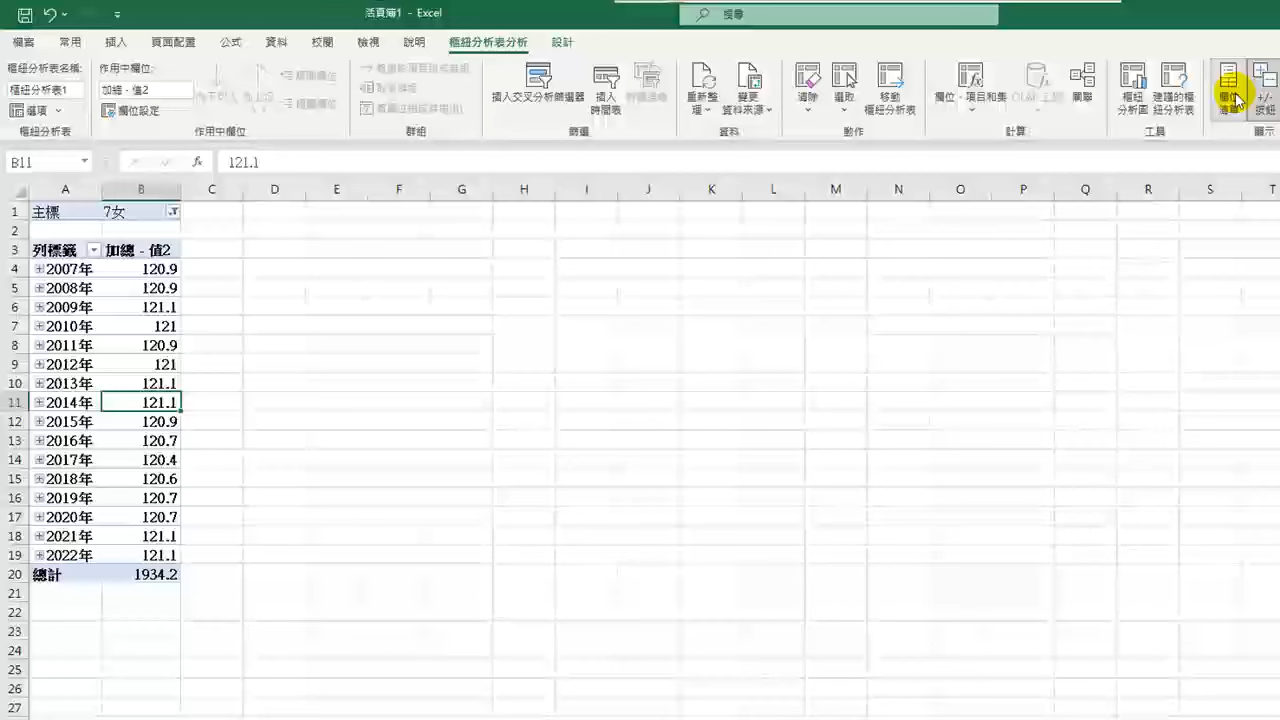 活頁簿1 - Excel
搜尋
檔案 常用 插入 頁面配置 公式 資料 校閱 檢視 說明 樞紐分析表分析 設計
樞紐分析表名稱: 作用中欄位:
樞紐分析表1 加總 - 值2
選項 欄位設定
插入交叉分析篩選器 插入時間表 重新整理 變更資料來源 清除 選取 移動樞紐分析表 欄位、項目和集 關聯 樞紐分析圖 建議的樞紐分析表 欄位清單 +/- 按鈕
樞紐分析表 作用中欄位 群組 篩選 資料 動作 計算 工具 顯示
B11 fx 121.1
A B C D E F G H I J K L M N O P Q R S T
1 主標 7女
2
3 列標籤 加總 - 值2
4 2007年 120.9
5 2008年 120.9
6 2009年 121.1
7 2010年 121
8 2011年 120.9
9 2012年 121
10 2013年 121.1
11 2014年 121.1
12 2015年 120.9
13 2016年 120.7
14 2017年 120.4
15 2018年 120.6
16 2019年 120.7
17 2020年 120.7
18 2021年 121.1
19 2022年 121.1
20 總計 1934.2
21
22
23
24
25
26
27